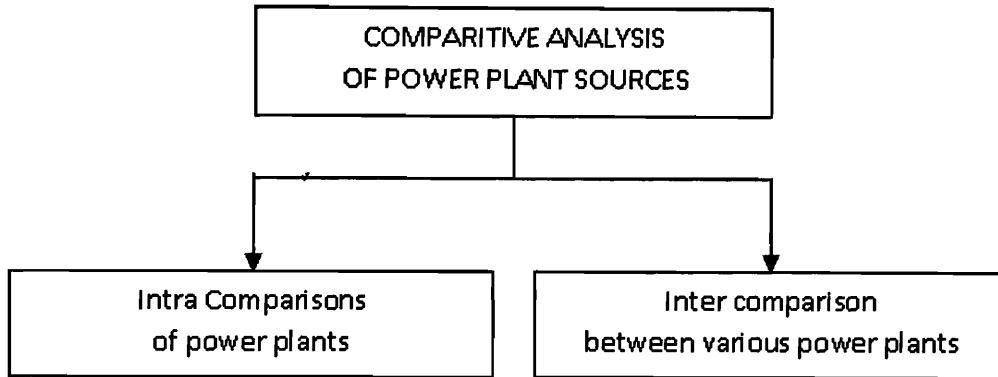 COMPARITIVE ANALYSIS
OF POWER PLANT SOURCES
Intra Comparisons
of power plants
Inter comparison
between various power plants